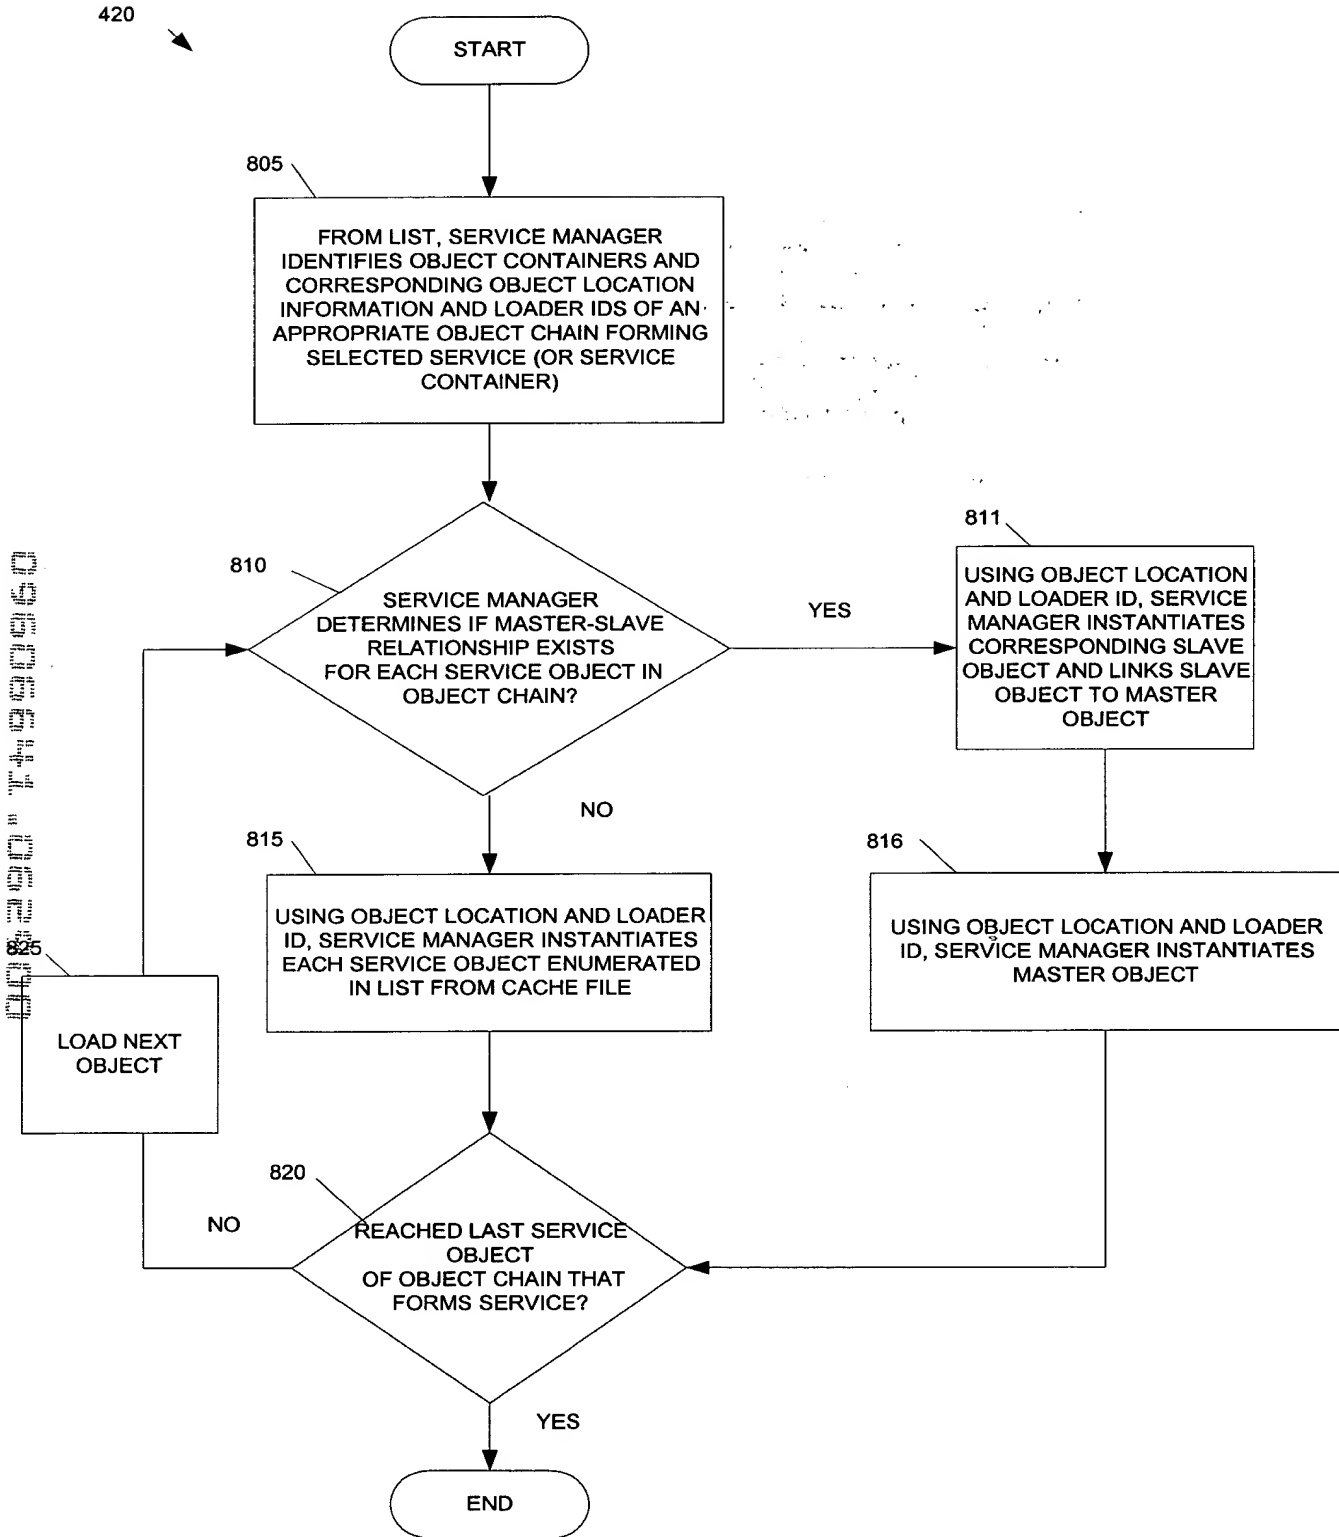 420
START
805
FROM LIST, SERVICE MANAGER
IDENTIFIES OBJECT CONTAINERS AND
CORRESPONDING OBJECT LOCATION
INFORMATION AND LOADER IDS OF AN
APPROPRIATE OBJECT CHAIN FORMING
SELECTED SERVICE (OR SERVICE
CONTAINER)
810
SERVICE MANAGER
DETERMINES IF MASTER-SLAVE
RELATIONSHIP EXISTS
FOR EACH SERVICE OBJECT IN
OBJECT CHAIN?
YES
811
USING OBJECT LOCATION
AND LOADER ID, SERVICE
MANAGER INSTANTIATES
CORRESPONDING SLAVE
OBJECT AND LINKS SLAVE
OBJECT TO MASTER
OBJECT
NO
815
USING OBJECT LOCATION AND LOADER
ID, SERVICE MANAGER INSTANTIATES
EACH SERVICE OBJECT ENUMERATED
IN LIST FROM CACHE FILE
816
USING OBJECT LOCATION AND LOADER
ID, SERVICE MANAGER INSTANTIATES
MASTER OBJECT
825
LOAD NEXT
OBJECT
820
REACHED LAST SERVICE
OBJECT
OF OBJECT CHAIN THAT
FORMS SERVICE?
NO
YES
END